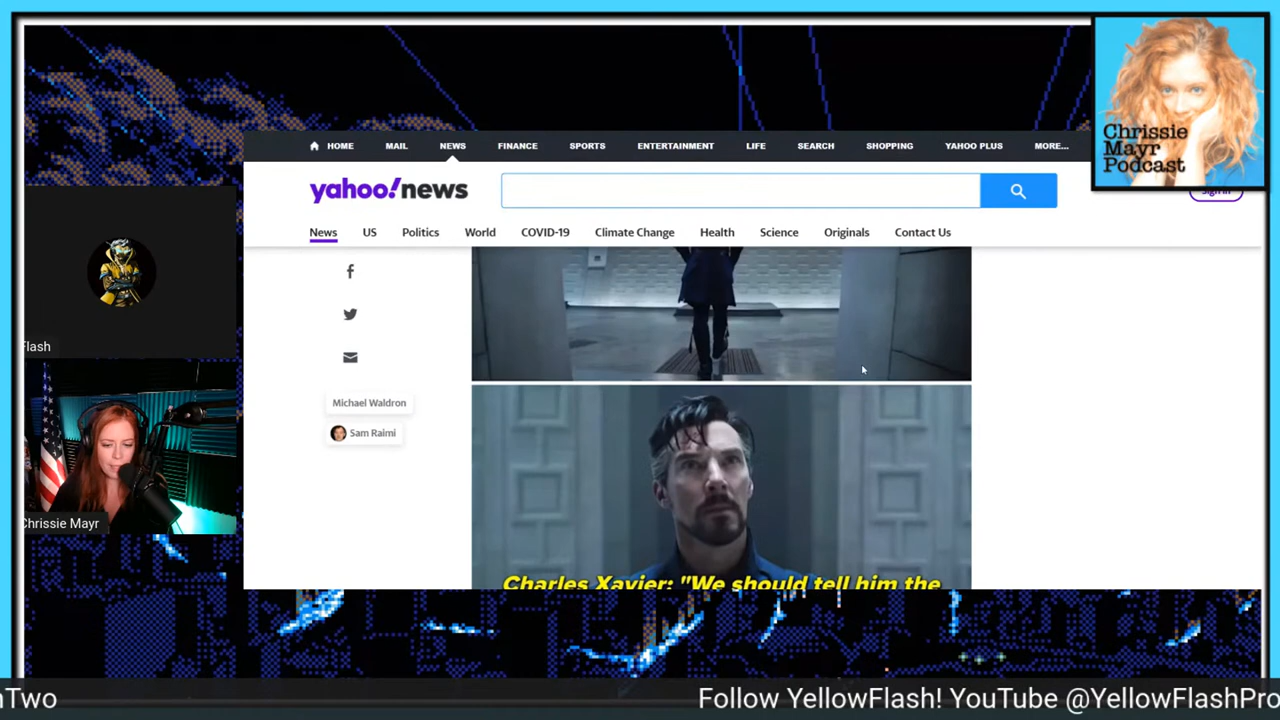 Chrissie
Mayr
Podcast
HOME MAIL NEWS FINANCE SPORTS ENTERTAINMENT LIFE SEARCH SHOPPING YAHOO PLUS MORE...
yahoo!news
Sign in
News US Politics World COVID-19 Climate Change Health Science Originals Contact Us
Flash
Michael Waldron
Sam Raimi
Chrissie Mayr
Charles Xavier: "We should tell him the
nTwo
Follow YellowFlash! YouTube @YellowFlashPro